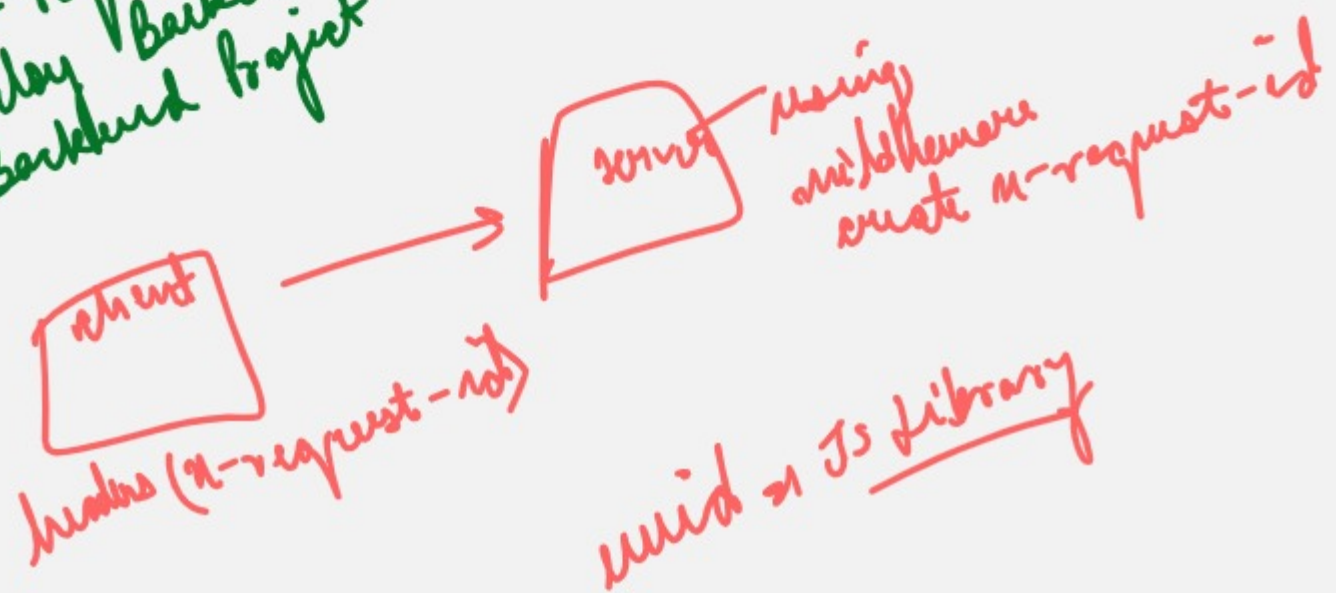 Backend Project
server
using
middleware
create x-request-id
client
headers (x-request-id)
uuid JS Library